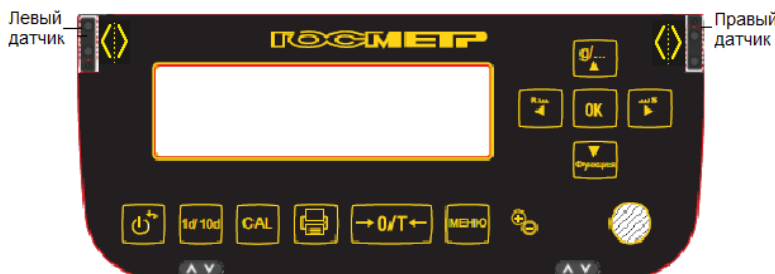 Левый
датчик
ГОСМЕТР
Правый
датчик
g/...
OK
Функция
1d/10d
CAL
→0/T←
МЕНЮ